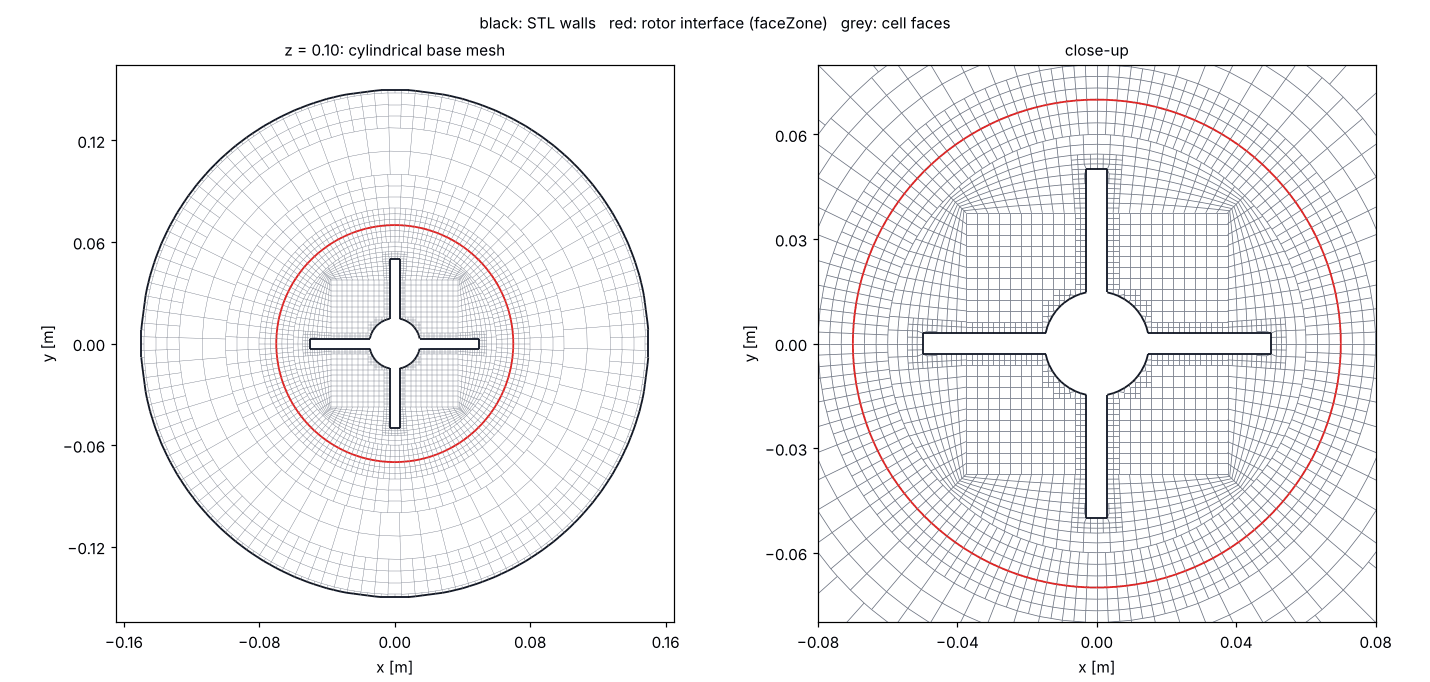 black: STL walls   red: rotor interface (faceZone)   grey: cell faces
z = 0.10: cylindrical base mesh
y [m]
0.12
0.06
0.00
−0.06
−0.12
−0.16
−0.08
0.00
0.08
0.16
x [m]
close-up
y [m]
0.06
0.03
0.00
−0.03
−0.06
−0.08
−0.04
0.00
0.04
0.08
x [m]